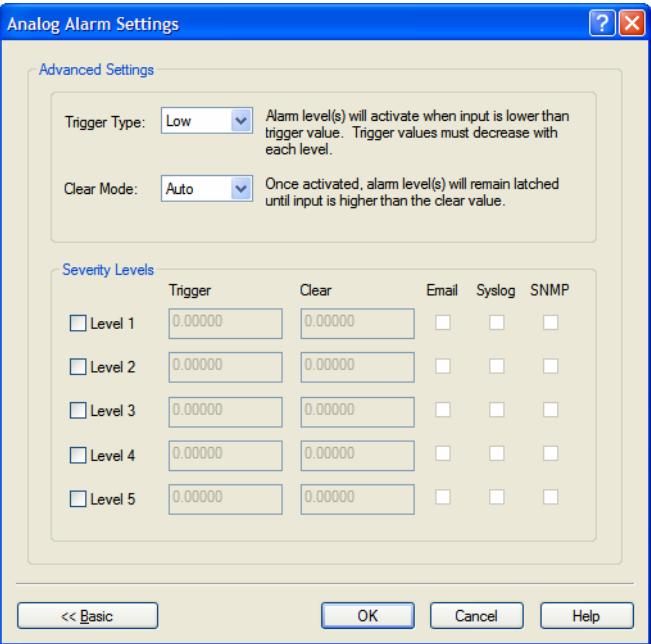 Analog Alarm Settings
Advanced Settings
Trigger Type: Low Alarm level(s) will activate when input is lower than
trigger value. Trigger values must decrease with
each level.
Clear Mode: Auto Once activated, alarm level(s) will remain latched
until input is higher than the clear value.
Severity Levels
Trigger Clear Email Syslog SNMP
Level 1 0.00000 0.00000
Level 2 0.00000 0.00000
Level 3 0.00000 0.00000
Level 4 0.00000 0.00000
Level 5 0.00000 0.00000
<< Basic OK Cancel Help